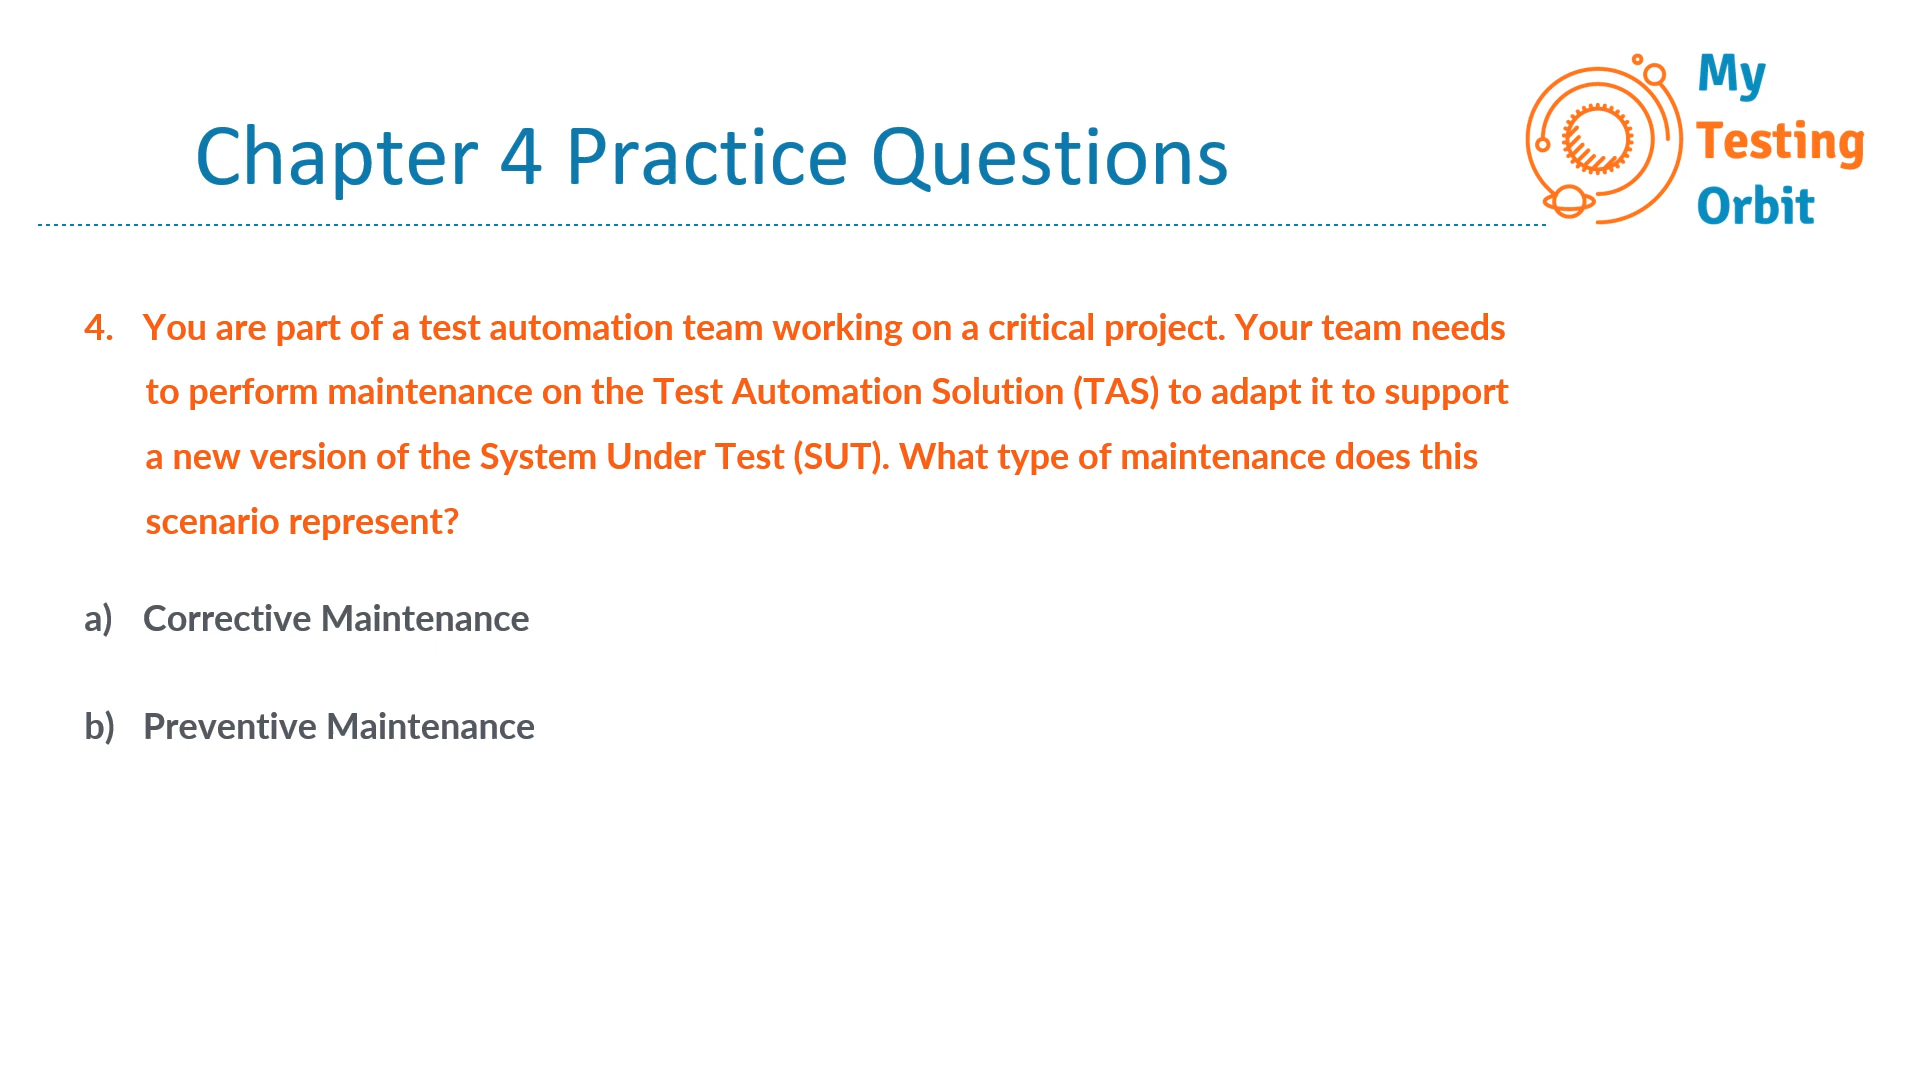 Chapter 4 Practice Questions
My
Testing
Orbit
4. You are part of a test automation team working on a critical project. Your team needs
to perform maintenance on the Test Automation Solution (TAS) to adapt it to support
a new version of the System Under Test (SUT). What type of maintenance does this
scenario represent?
a) Corrective Maintenance
b) Preventive Maintenance